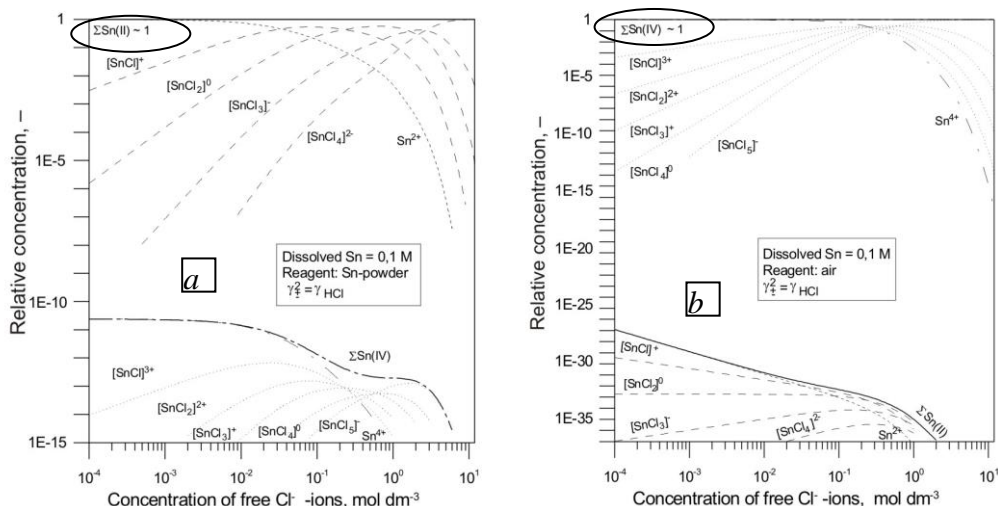 1
ΣSn(II) ~ 1
[SnCl]⁺
[SnCl₂]⁰
[SnCl₃]⁻
[SnCl₄]²⁻
Sn²⁺
1E-5
Relative concentration, –
a
Dissolved Sn = 0,1 M
Reagent: Sn-powder
γ²± = γ HCl
1E-10
ΣSn(IV)
[SnCl]³⁺
[SnCl₂]²⁺
[SnCl₃]⁺
[SnCl₄]⁰
[SnCl₅]⁻
Sn⁴⁺
1E-15
10⁻⁴ 10⁻³ 10⁻² 10⁻¹ 10⁰ 10¹
Concentration of free Cl⁻ -ions, mol dm⁻³
1
ΣSn(IV) ~ 1
[SnCl]³⁺
1E-5
[SnCl₂]²⁺
[SnCl₃]⁺
Sn⁴⁺
1E-10
[SnCl₅]⁻
[SnCl₄]⁰
1E-15
Relative concentration, –
1E-20
b
Dissolved Sn = 0,1 M
Reagent: air
γ²± = γ HCl
1E-25
1E-30
[SnCl]⁺
[SnCl₂]⁰
1E-35
[SnCl₃]⁻
[SnCl₄]²⁻
Sn²⁺
ΣSn(II)
10⁻⁴ 10⁻³ 10⁻² 10⁻¹ 10⁰ 10¹
Concentration of free Cl⁻ -ions, mol dm⁻³